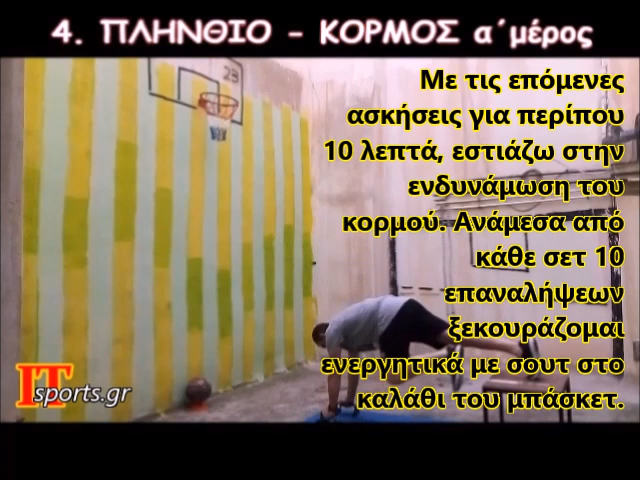 4. ΠΛΗΝΘΙΟ - ΚΟΡΜΟΣ α΄μέρος
23
Με τις επόμενες
ασκήσεις για περίπου
10 λεπτά, εστιάζω στην
ενδυνάμωση του
κορμού. Ανάμεσα από
κάθε σετ 10
επαναλήψεων
ξεκουράζομαι
ενεργητικά με σουτ στο
καλάθι του μπάσκετ.
IT
sports.gr